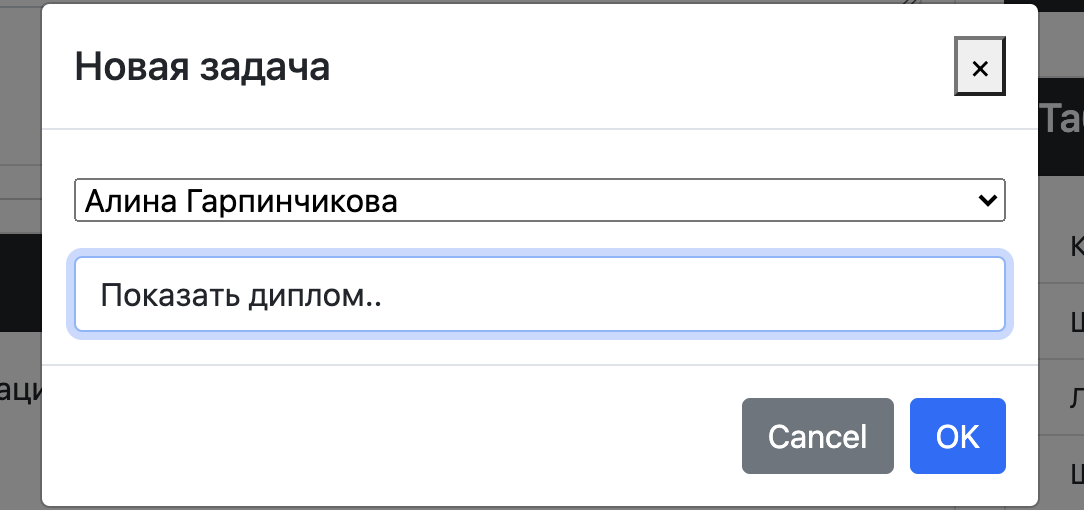 Новая задача
×
Алина Гарпинчикова
Показать диплом..
Cancel
OK